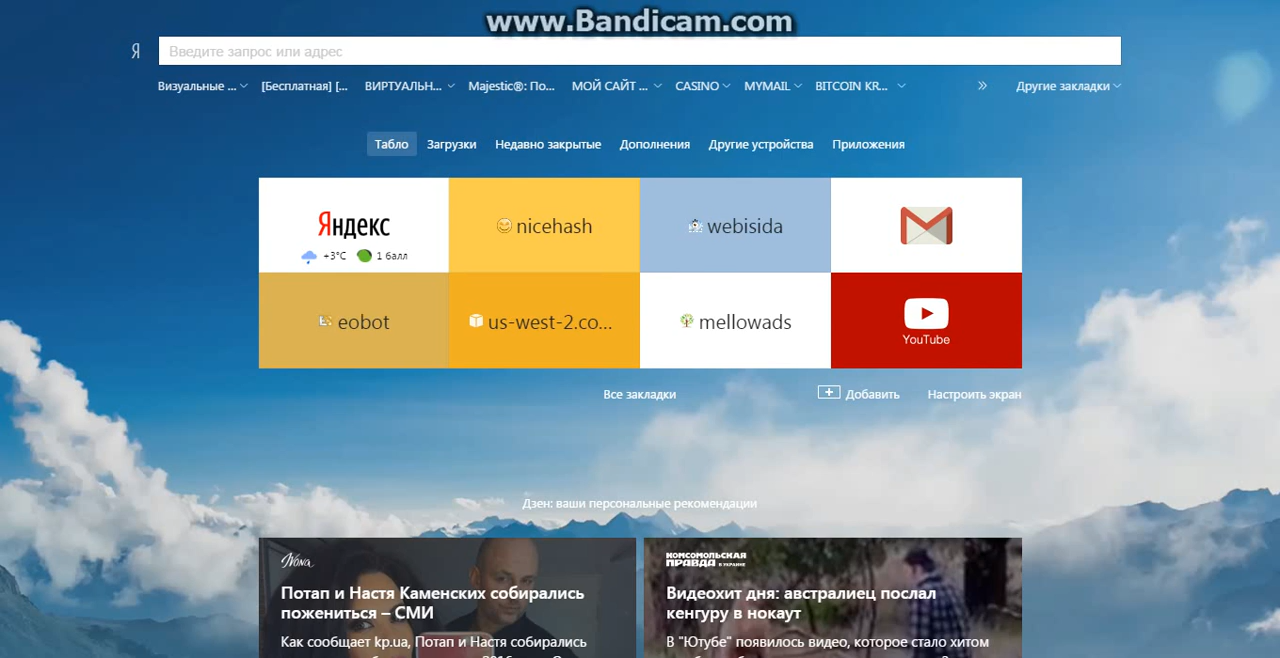 www.Bandicam.com
Я
Введите запрос или адрес
Визуальные ... [Бесплатная] [... ВИРТУАЛЬН... Majestic®: По... МОЙ САЙТ ... CASINO MYMAIL BITCOIN KR... » Другие закладки
Табло Загрузки Недавно закрытые Дополнения Другие устройства Приложения
Яндекс
+3°C 1 балл
nicehash
webisida
eobot
us-west-2.co...
mellowads
YouTube
Все закладки Добавить Настроить экран
Дзен: ваши персональные рекомендации
Nona
Потап и Настя Каменских собирались
пожениться – СМИ
Как сообщает kp.ua, Потап и Настя собирались
КОМСОМОЛЬСКАЯ
ПРАВДА В УКРАИНЕ
Видеохит дня: австралиец послал
кенгуру в нокаут
В "Ютубе" появилось видео, которое стало хитом